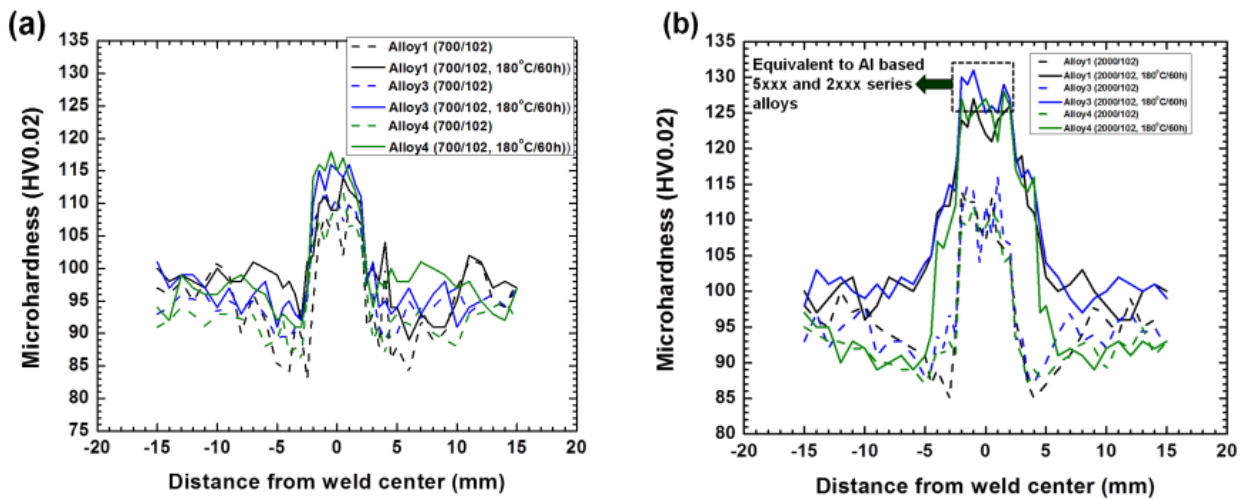 (a)
135
130
125
120
115
110
105
100
95
90
85
80
75
Microhardness (HV0.02)
-20 -15 -10 -5 0 5 10 15 20
Distance from weld center (mm)
Alloy1 (700/102)
Alloy1 (700/102, 180°C/60h))
Alloy3 (700/102)
Alloy3 (700/102, 180°C/60h))
Alloy4 (700/102)
Alloy4 (700/102, 180°C/60h))
(b)
135
130
125
120
115
110
105
100
95
90
85
80
Microhardness (HV0.02)
-20 -15 -10 -5 0 5 10 15 20
Distance from weld center (mm)
Equivalent to Al based
5xxx and 2xxx series
alloys
Alloy1 (2000/102)
Alloy1 (2000/102, 180°C/60h))
Alloy3 (2000/102)
Alloy3 (2000/102, 180°C/60h))
Alloy4 (2000/102)
Alloy4 (2000/102, 180°C/60h))